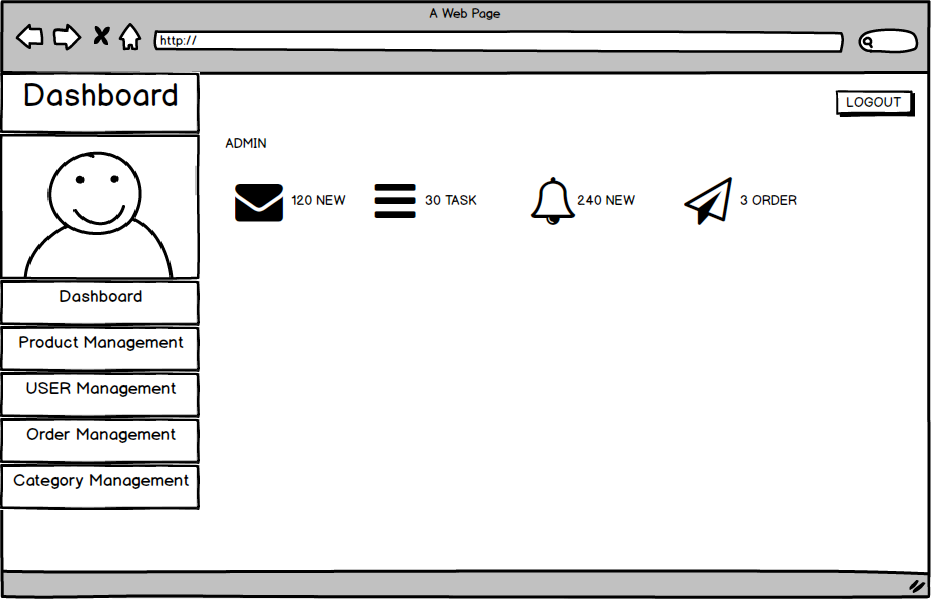 A Web Page
http://
Dashboard
LOGOUT
ADMIN
120 NEW
30 TASK
240 NEW
3 ORDER
Dashboard
Product Management
USER Management
Order Management
Category Management